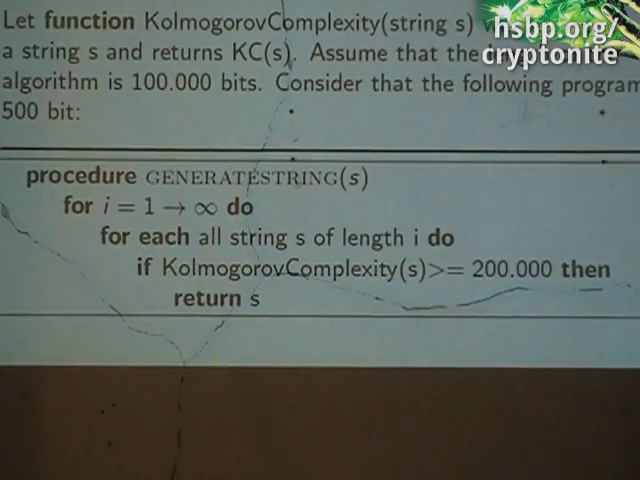 Let function KolmogorovComplexity(string s)
a string s and returns KC(s). Assume that the
algorithm is 100.000 bits. Consider that the following program
500 bit:
procedure GENERATESTRING(s)
for i = 1 → ∞ do
for each all string s of length i do
if KolmogorovComplexity(s)>= 200.000 then
return s
hsbp.org/
cryptonite